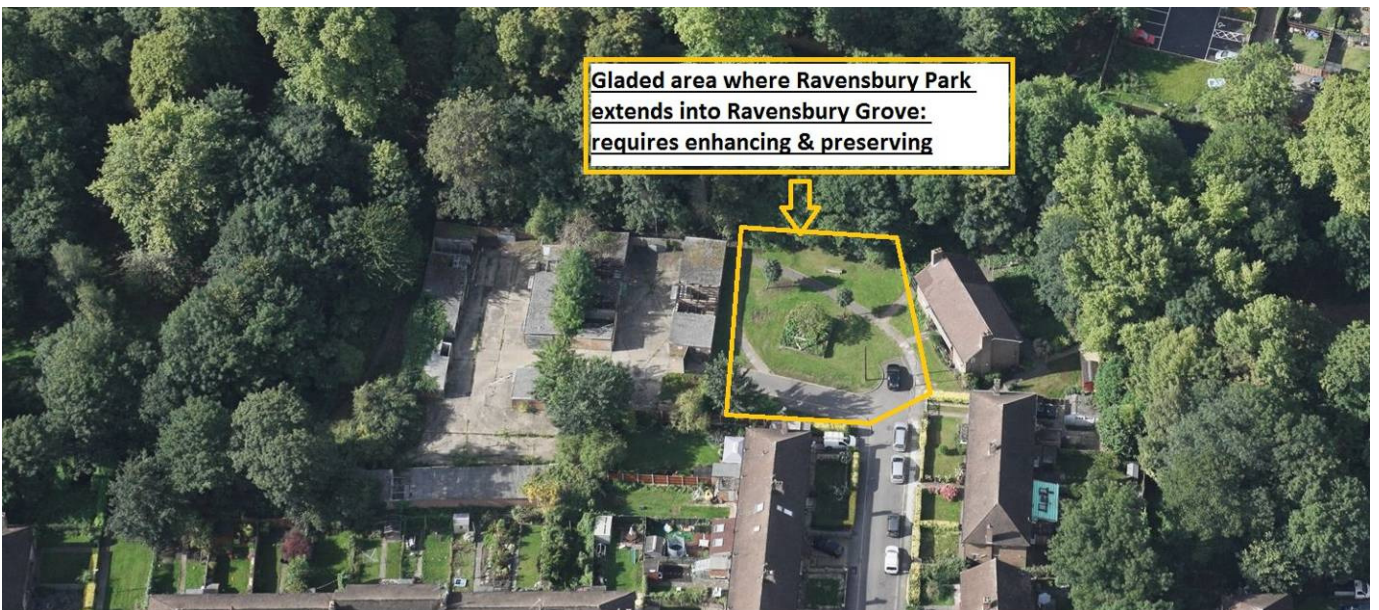 Gladed area where Ravensbury Park
extends into Ravensbury Grove:
requires enhancing & preserving